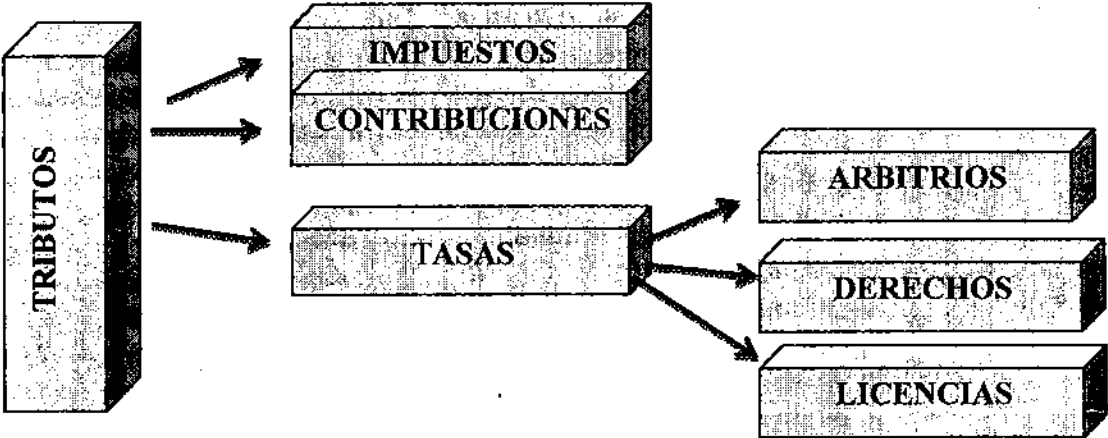 TRIBUTOS
IMPUESTOS
CONTRIBUCIONES
TASAS
ARBITRIOS
DERECHOS
LICENCIAS